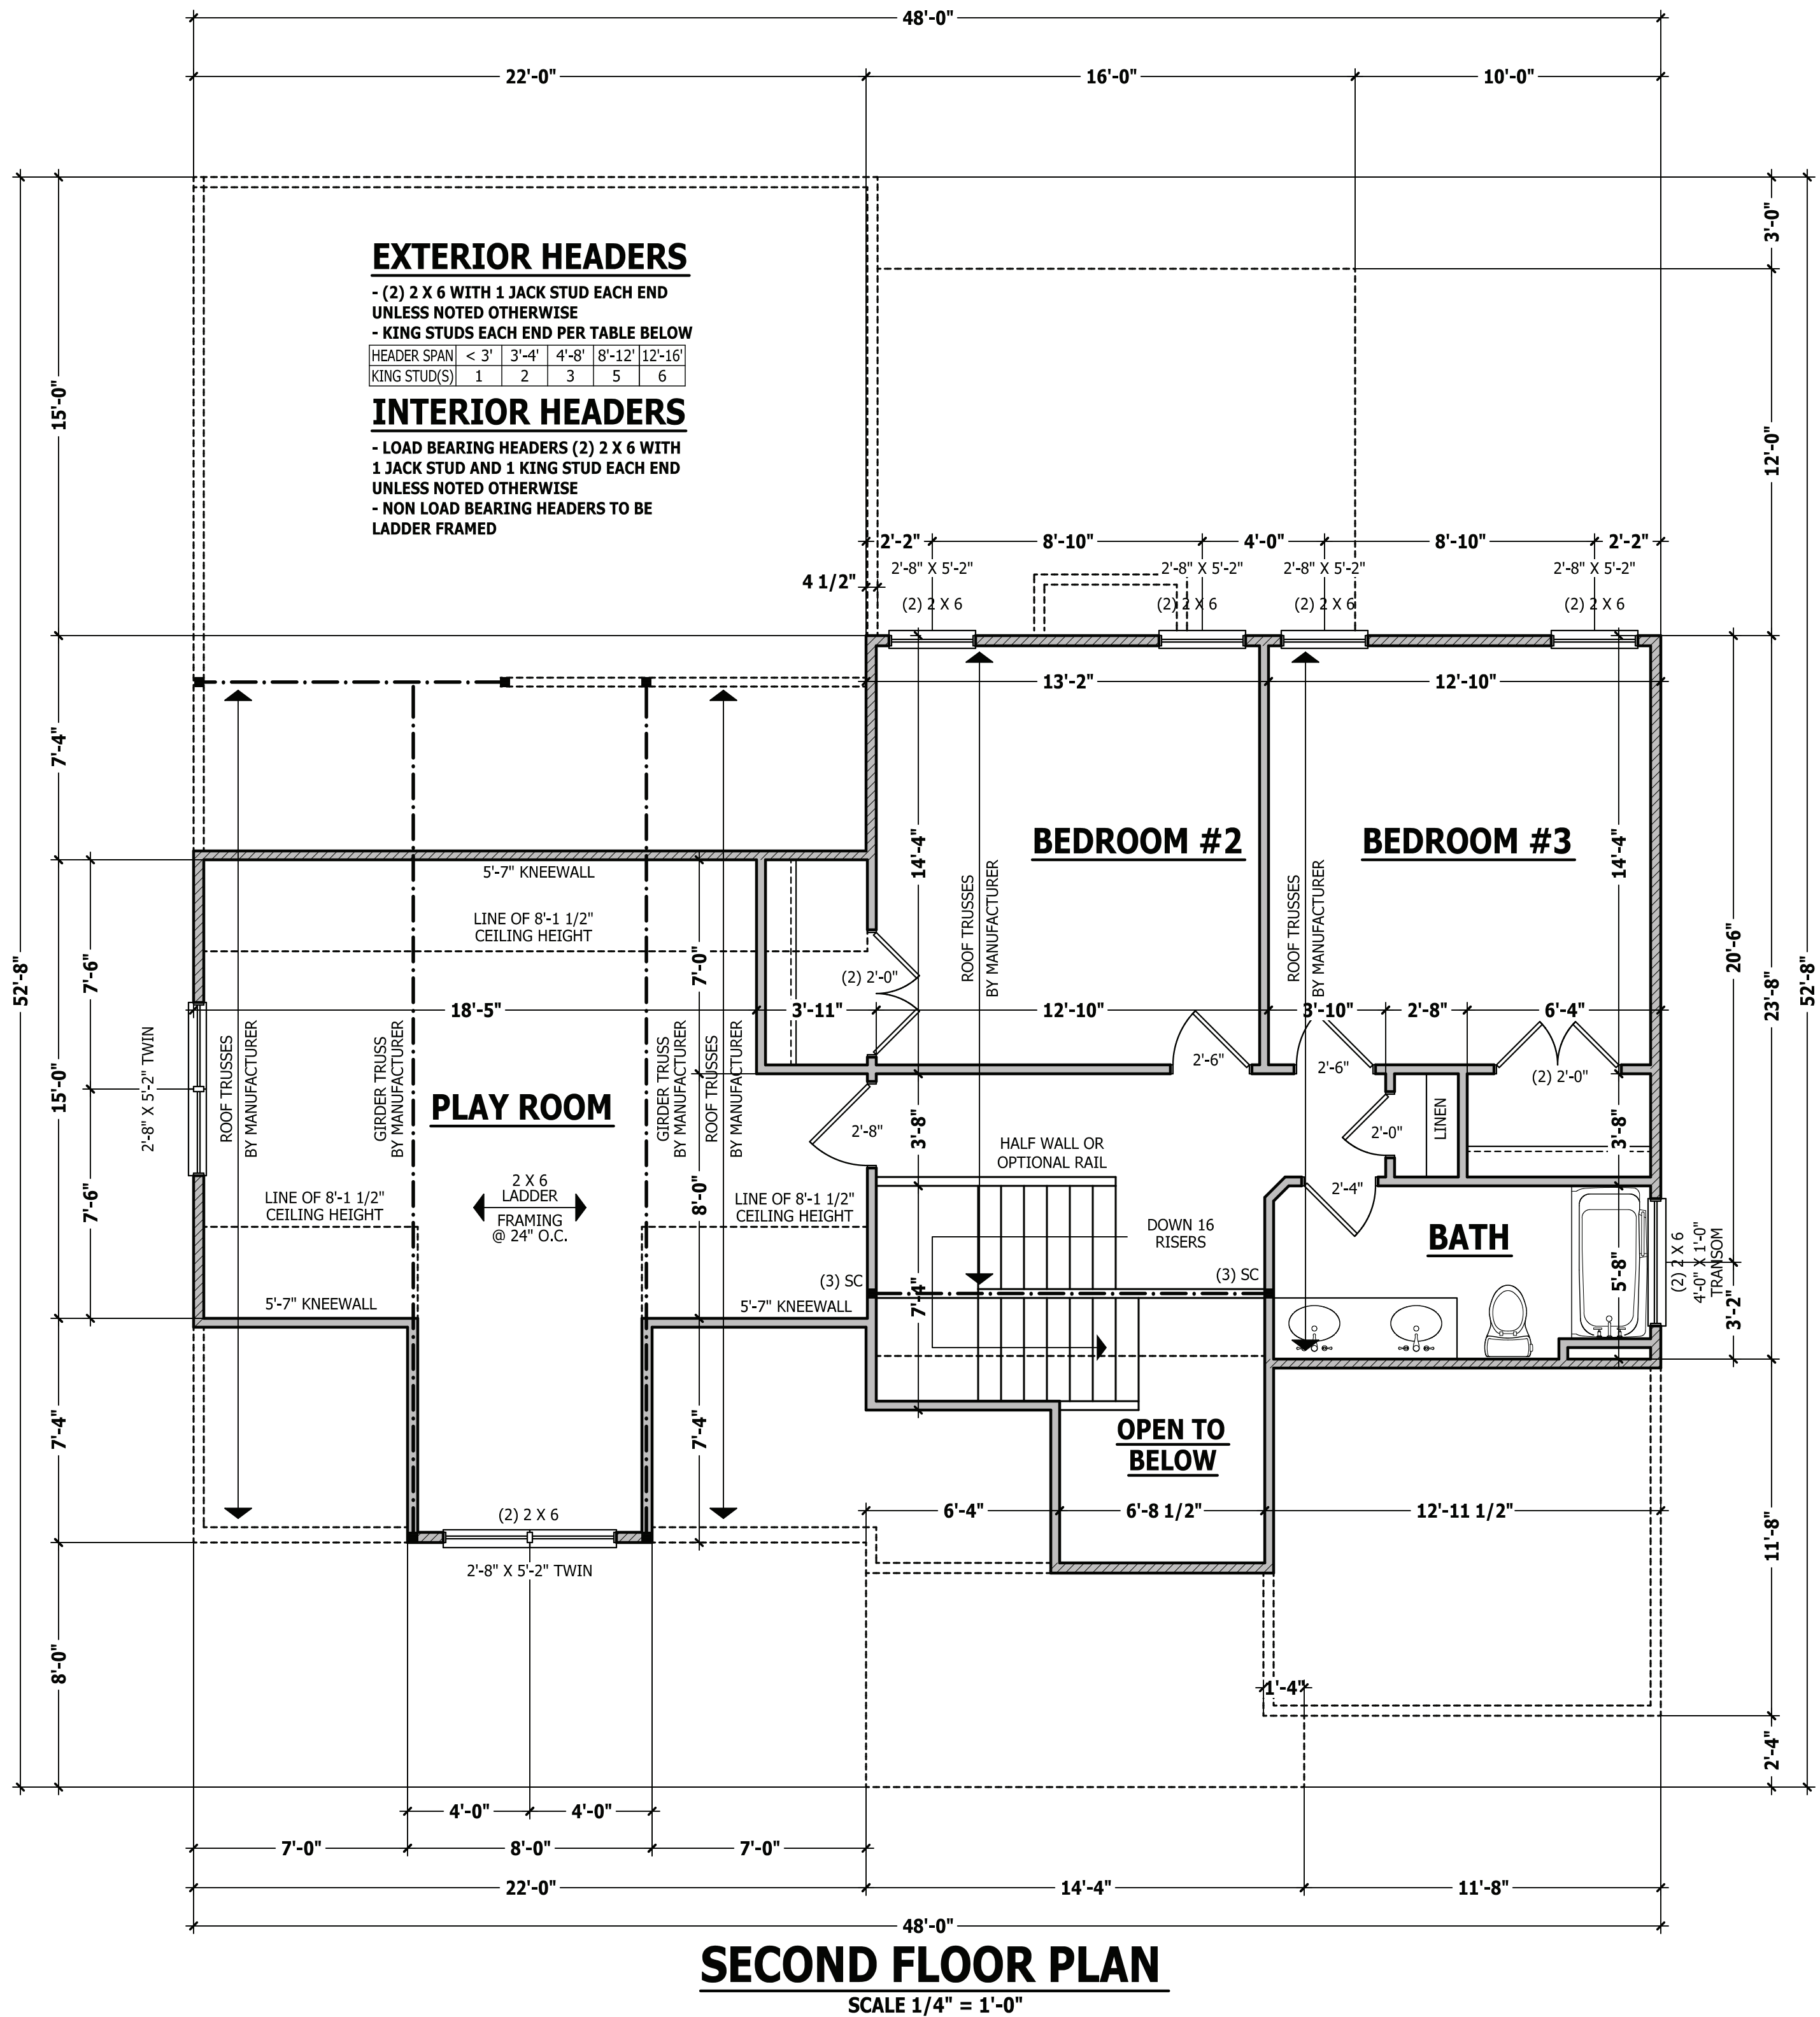 48'-0"
22'-0" 16'-0" 10'-0"
3'-0"
EXTERIOR HEADERS
- (2) 2 X 6 WITH 1 JACK STUD EACH END
UNLESS NOTED OTHERWISE
- KING STUDS EACH END PER TABLE BELOW
HEADER SPAN < 3' 3'-4' 4'-8' 8'-12' 12'-16'
KING STUD(S) 1 2 3 5 6
INTERIOR HEADERS
- LOAD BEARING HEADERS (2) 2 X 6 WITH
1 JACK STUD AND 1 KING STUD EACH END
UNLESS NOTED OTHERWISE
- NON LOAD BEARING HEADERS TO BE
LADDER FRAMED
15'-0"
12'-0"
2'-2" 8'-10" 4'-0" 8'-10" 2'-2"
2'-8" X 5'-2" 2'-8" X 5'-2" 2'-8" X 5'-2" 2'-8" X 5'-2"
4 1/2"
(2) 2 X 6 (2) 2 X 6 (2) 2 X 6 (2) 2 X 6
13'-2" 12'-10"
7'-4"
BEDROOM #2 BEDROOM #3
14'-4" 14'-4"
5'-7" KNEEWALL
LINE OF 8'-1 1/2"
CEILING HEIGHT
ROOF TRUSSES
BY MANUFACTURER
ROOF TRUSSES
BY MANUFACTURER
52'-8"
7'-6"
7'-0"
(2) 2'-0"
20'-6"
23'-8"
52'-8"
18'-5" 3'-11" 12'-10" 3'-10" 2'-8" 6'-4"
2'-8" X 5'-2" TWIN
15'-0"
ROOF TRUSSES
BY MANUFACTURER
GIRDER TRUSS
BY MANUFACTURER
GIRDER TRUSS
BY MANUFACTURER
ROOF TRUSSES
BY MANUFACTURER
2'-6" 2'-6" (2) 2'-0"
PLAY ROOM
2'-8"
3'-8"
HALF WALL OR
OPTIONAL RAIL
2'-0"
LINEN
3'-8"
7'-6"
2 X 6
LADDER
FRAMING
@ 24" O.C.
LINE OF 8'-1 1/2"
CEILING HEIGHT
8'-0"
LINE OF 8'-1 1/2"
CEILING HEIGHT
2'-4"
DOWN 16
RISERS
BATH
5'-8"
(2) 2 X 6
4'-0" X 1'-0"
TRANSOM
3'-2"
(3) SC (3) SC
7'-4"
5'-7" KNEEWALL 5'-7" KNEEWALL
7'-4"
7'-4"
OPEN TO
BELOW
(2) 2 X 6
6'-4" 6'-8 1/2" 12'-11 1/2"
11'-8"
2'-8" X 5'-2" TWIN
8'-0"
1'-4"
2'-4"
4'-0" 4'-0"
7'-0" 8'-0" 7'-0"
22'-0" 14'-4" 11'-8"
48'-0"
SECOND FLOOR PLAN
SCALE 1/4" = 1'-0"